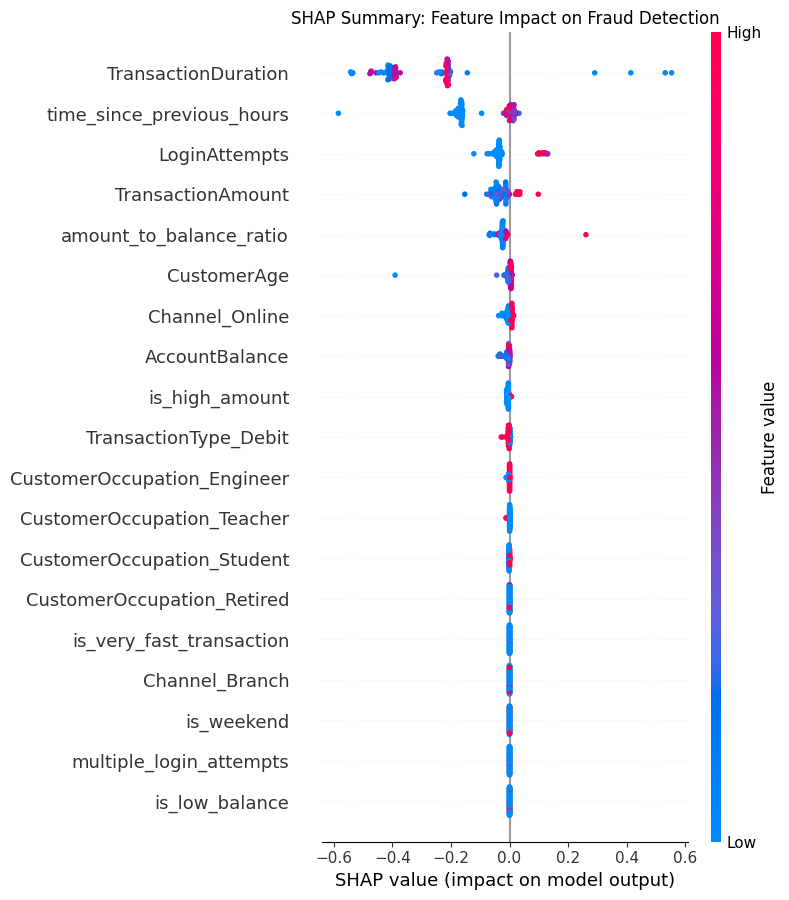 SHAP Summary: Feature Impact on Fraud Detection
High
TransactionDuration
time_since_previous_hours
LoginAttempts
TransactionAmount
amount_to_balance_ratio
CustomerAge
Channel_Online
AccountBalance
is_high_amount
TransactionType_Debit
CustomerOccupation_Engineer
CustomerOccupation_Teacher
CustomerOccupation_Student
CustomerOccupation_Retired
is_very_fast_transaction
Channel_Branch
is_weekend
multiple_login_attempts
is_low_balance
Feature value
Low
−0.6 −0.4 −0.2 0.0 0.2 0.4 0.6
SHAP value (impact on model output)